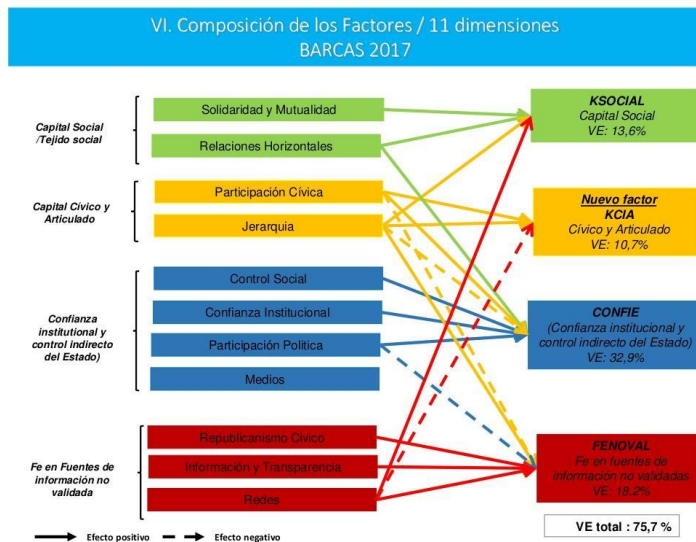 VI. Composición de los Factores / 11 dimensiones
BARCAS 2017
Capital Social
/Tejido social
Solidaridad y Mutualidad
Relaciones Horizontales
KSOCIAL
Capital Social
VE: 13,6%
Capital Cívico y
Articulado
Participación Cívica
Jerarquia
Nuevo factor
KCIA
Cívico y Articulado
VE: 10,7%
Confianza
institutional y
control indirecto
del Estado)
Control Social
Confianza Institucional
Participación Politica
Medios
CONFIE
(Confianza institucional y
control indirecto del Estado)
VE: 32,9%
Fe en Fuentes de
información no
validada
Republicanismo Cívico
Información y Transparencia
Redes
FENOVAL
Fe en fuentes de
información no validadas
VE: 18,2%
VE total : 75,7 %
Efecto positivo
Efecto negativo